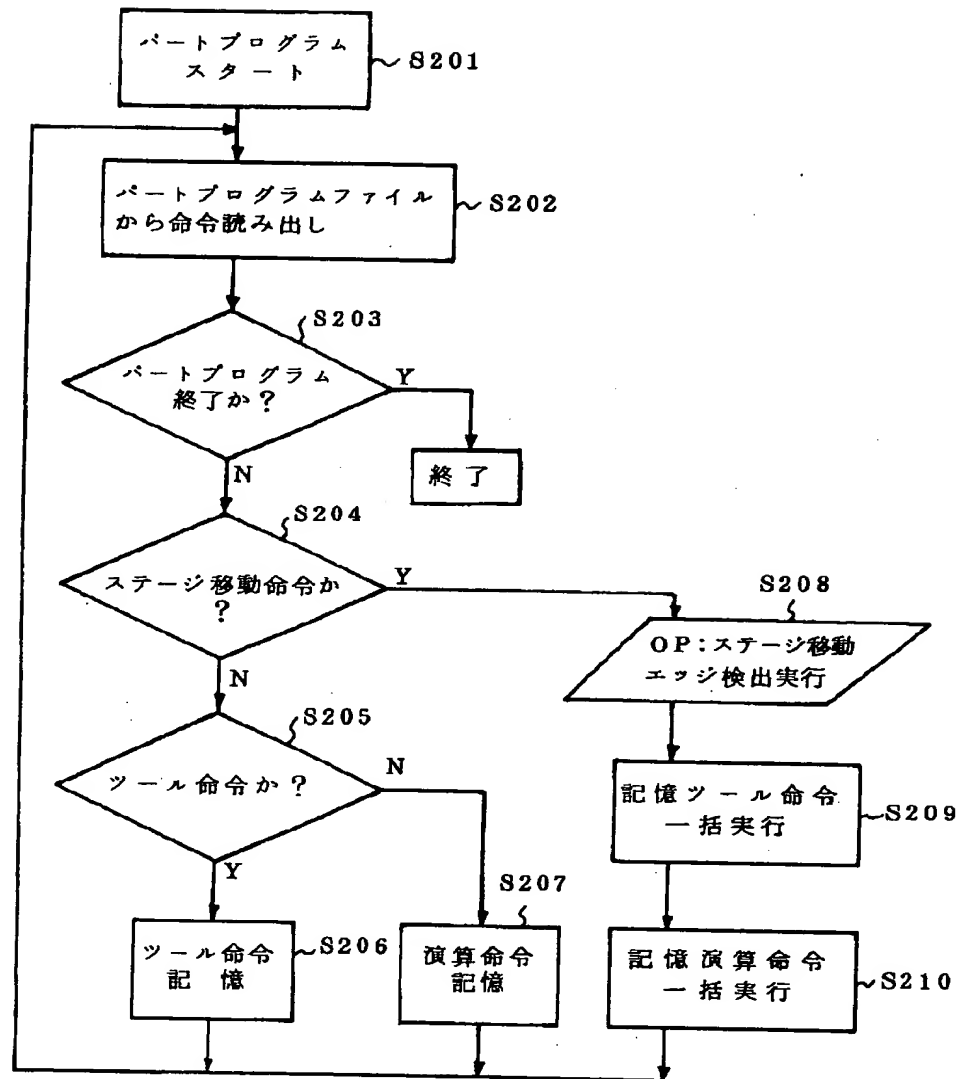 パートプログラム
スタート
S201
パートプログラムファイル
から命令読み出し
S202
S203
パートプログラム
終了か？
Y
N
終了
S204
ステージ移動命令か
？
Y
N
S208
OP：ステージ移動
エッジ検出実行
S205
ツール命令か？
N
Y
記憶ツール命令
一括実行
S209
ツール命令
記憶
S206
S207
演算命令
記憶
記憶演算命令
一括実行
S210